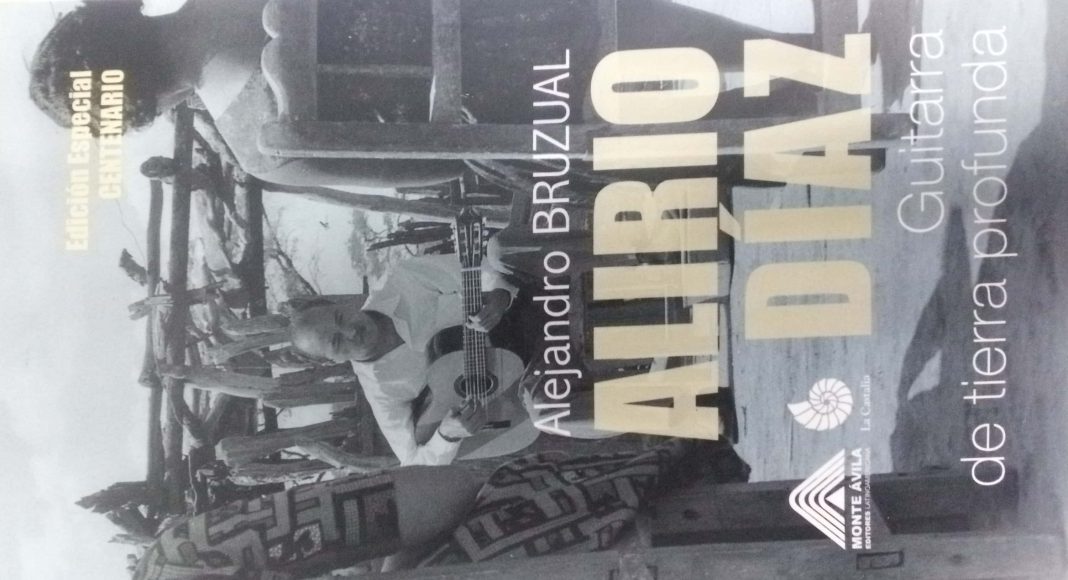 Edición Especial
CENTENARIO
Alejandro BRUZUAL
ALIRIO
DÍAZ
Guitarra
de tierra profunda
MONTE ÁVILA
EDITORES LATINOAMERICANA
La Castalia